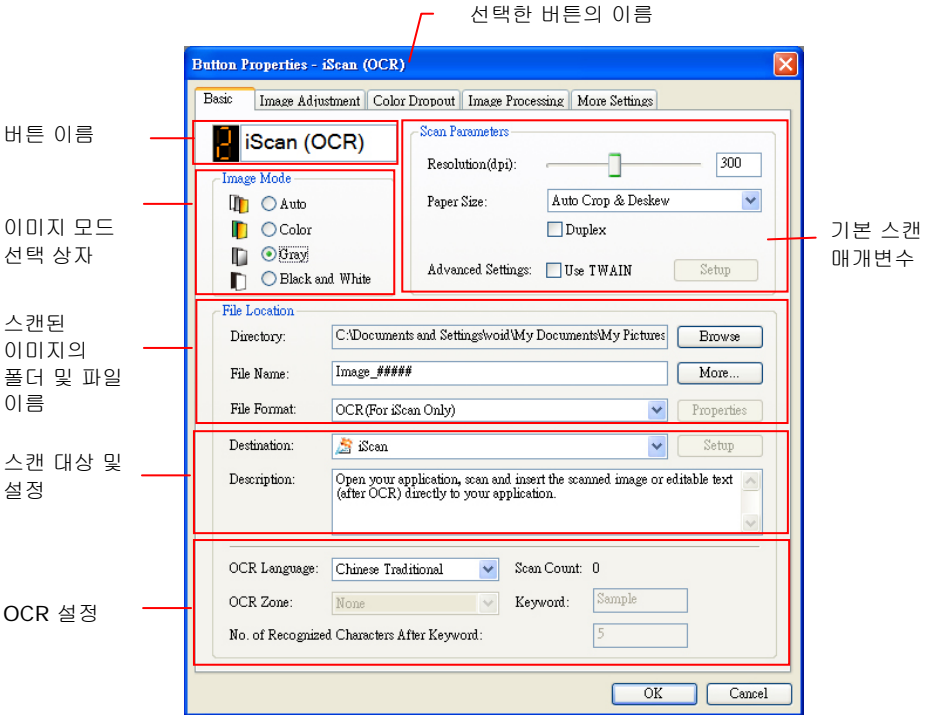 선택한 버튼의 이름
Button Properties - iScan (OCR)
Basic Image Adjustment Color Dropout Image Processing More Settings
버튼 이름
2 iScan (OCR)
Image Mode
Auto
Color
Gray
Black and White
이미지 모드
선택 상자
Scan Parameters
Resolution(dpi): 300
Paper Size: Auto Crop & Deskew
Duplex
Advanced Settings: Use TWAIN Setup
기본 스캔
매개변수
스캔된
이미지의
폴더 및 파일
이름
File Location
Directory: C:\Documents and Settings\void\My Documents\My Pictures Browse
File Name: Image_##### More...
File Format: OCR(For iScan Only) Properties
스캔 대상 및
설정
Destination: iScan Setup
Description: Open your application, scan and insert the scanned image or editable text
(after OCR) directly to your application.
OCR 설정
OCR Language: Chinese Traditional Scan Count: 0
OCR Zone: None Keyword: Sample
No. of Recognized Characters After Keyword: 5
OK Cancel